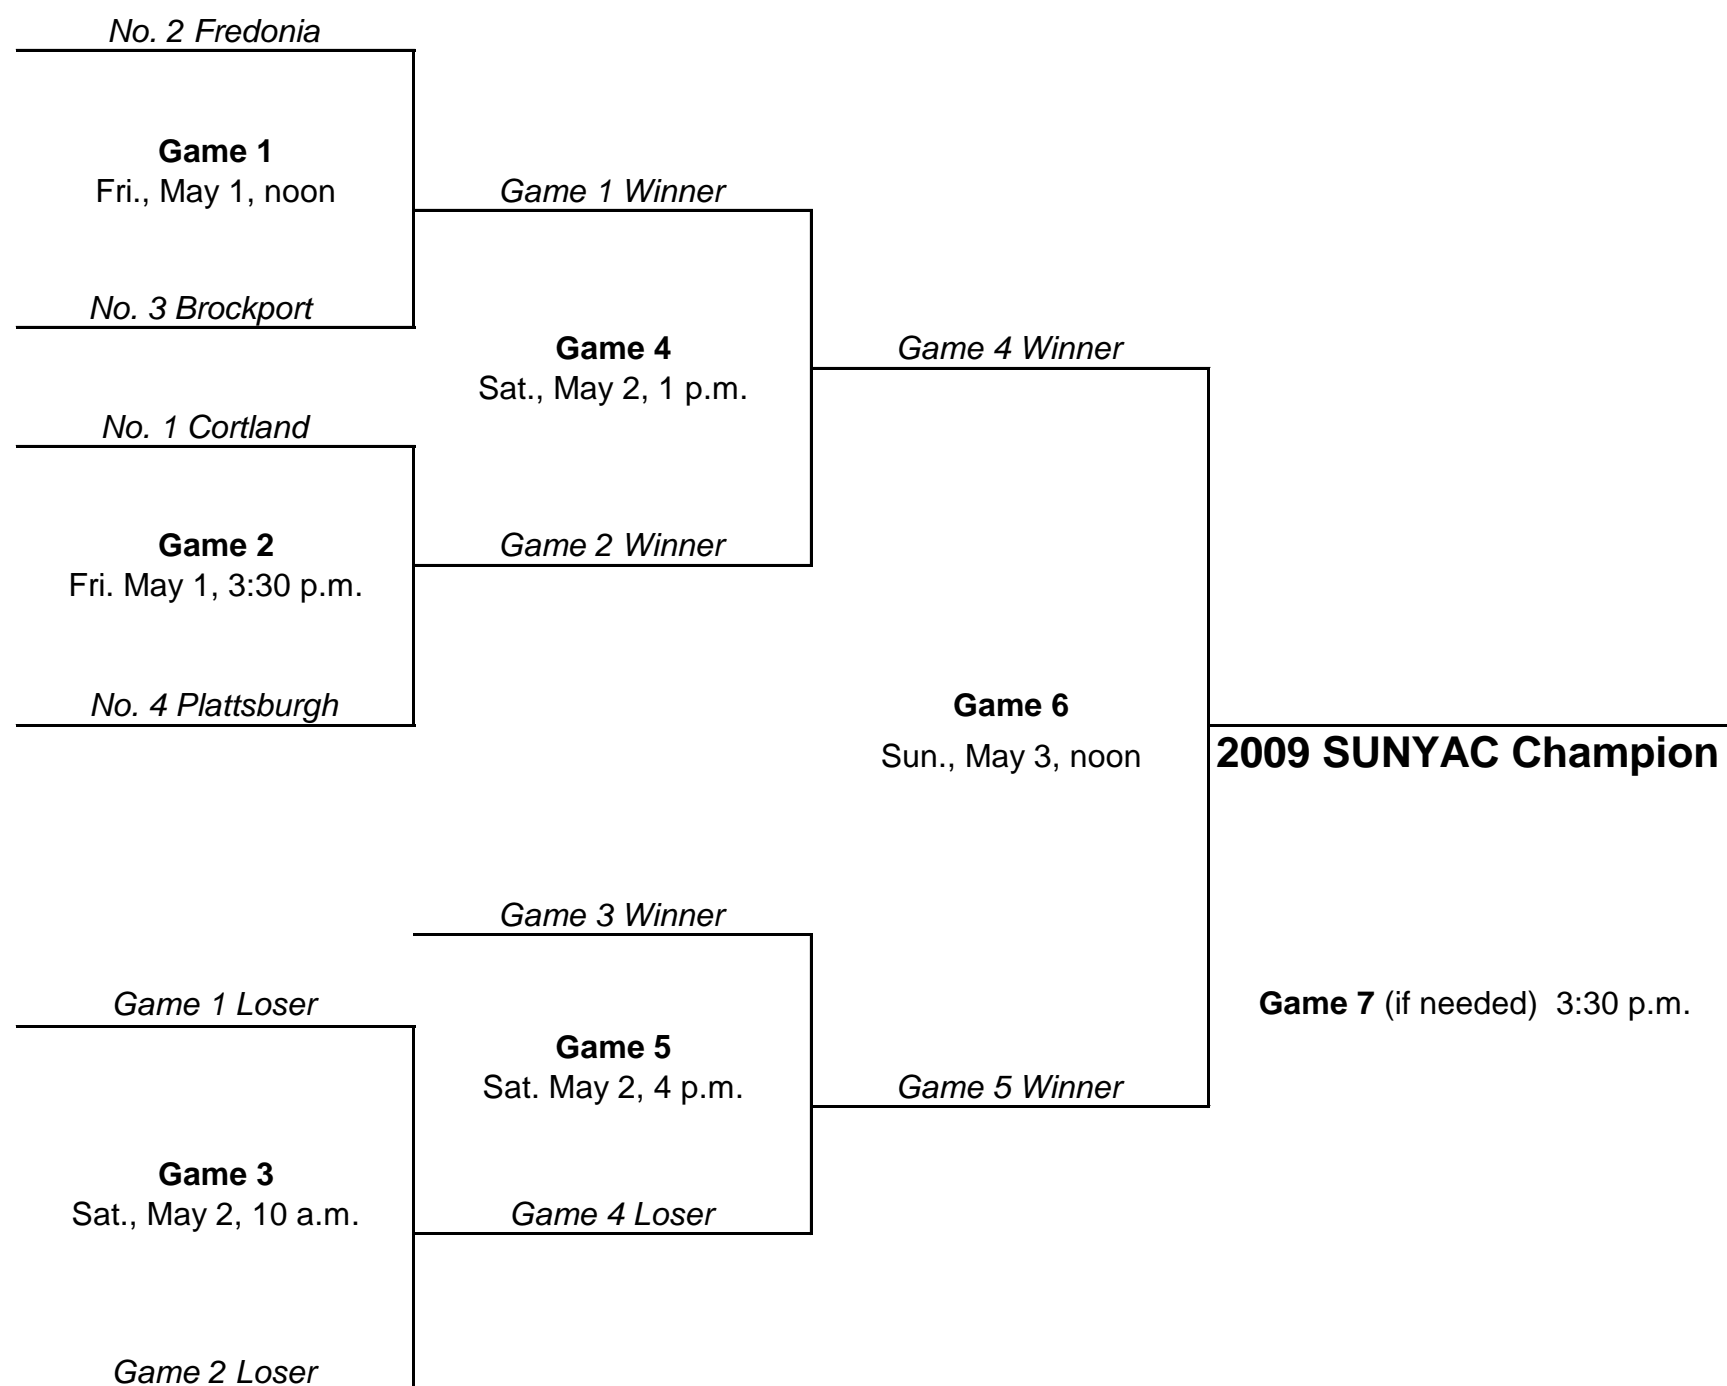 No. 2 Fredonia
Game 1
Fri., May 1, noon
Game 1 Winner
No. 3 Brockport
Game 4
Sat., May 2, 1 p.m.
Game 4 Winner
No. 1 Cortland
Game 2
Fri. May 1, 3:30 p.m.
Game 2 Winner
No. 4 Plattsburgh
Game 6
Sun., May 3, noon
2009 SUNYAC Champion
Game 3 Winner
Game 1 Loser
Game 7 (if needed)  3:30 p.m.
Game 5
Sat. May 2, 4 p.m.
Game 5 Winner
Game 3
Sat., May 2, 10 a.m.
Game 4 Loser
Game 2 Loser